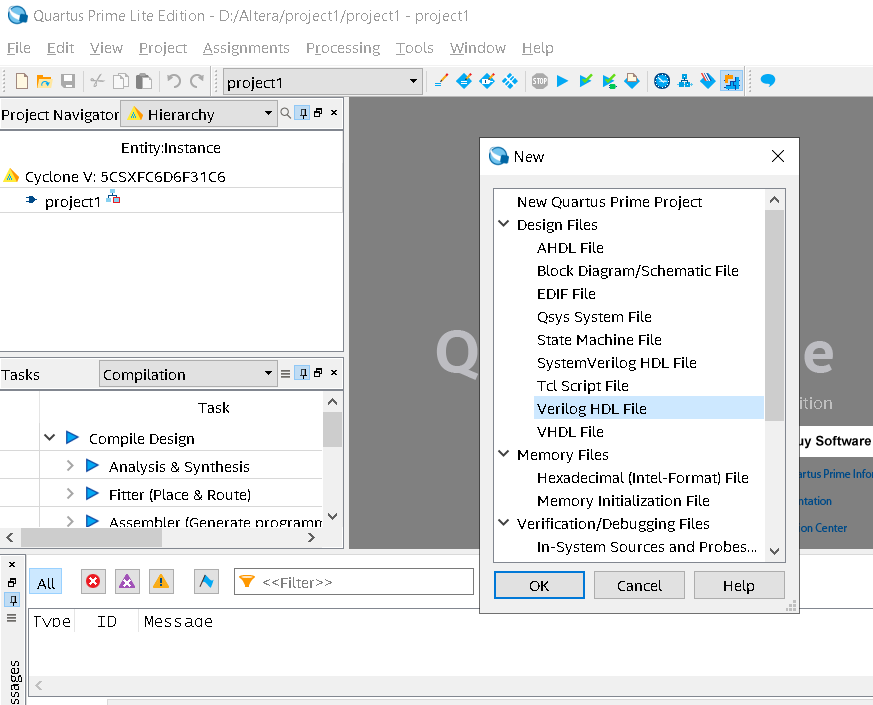 Quartus Prime Lite Edition - D:/Altera/project1/project1 - project1
File Edit View Project Assignments Processing Tools Window Help
project1
STOP
Project Navigator Hierarchy
Entity:Instance
Cyclone V: 5CSXFC6D6F31C6
project1
Tasks Compilation
Task
Compile Design
Analysis & Synthesis
Fitter (Place & Route)
Assembler (Generate programm
New
New Quartus Prime Project
Design Files
AHDL File
Block Diagram/Schematic File
EDIF File
Qsys System File
State Machine File
SystemVerilog HDL File
Tcl Script File
Verilog HDL File
VHDL File
Memory Files
Hexadecimal (Intel-Format) File
Memory Initialization File
Verification/Debugging Files
In-System Sources and Probes...
OK Cancel Help
Q
e
ition
uy Software
artus Prime Infor
ntation
on Center
All <<Filter>>
Type ID Message
ssages